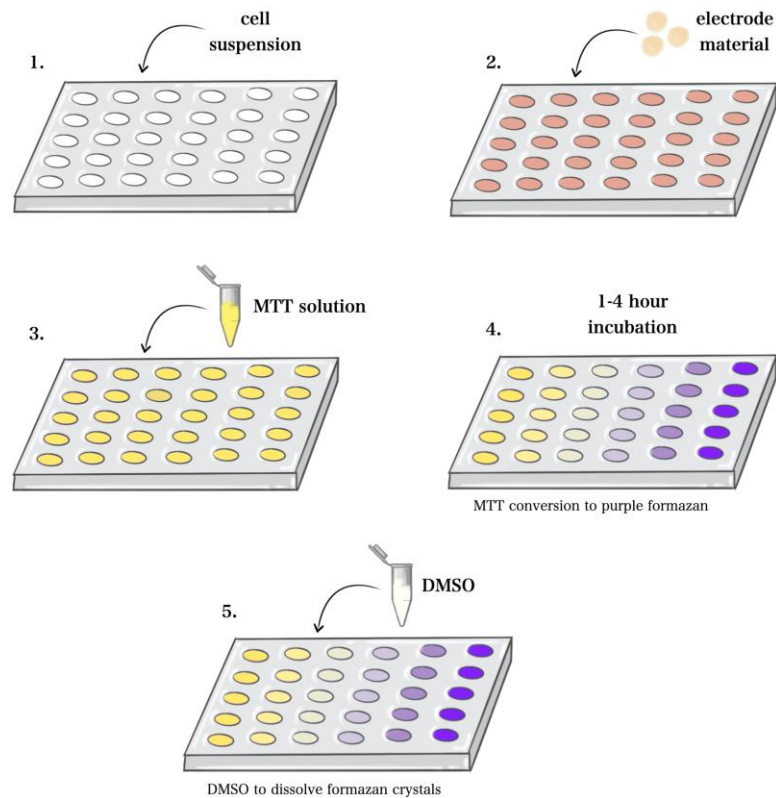 1.
cell
suspension
2.
electrode
material
3.
MTT solution
4.
1-4 hour
incubation
MTT conversion to purple formazan
5.
DMSO
DMSO to dissolve formazan crystals